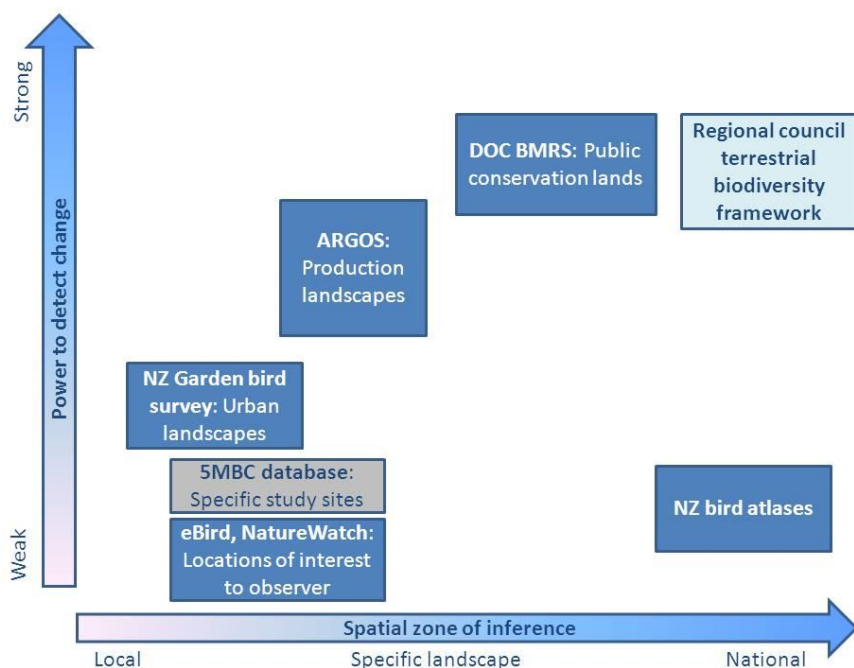 Strong
Power to detect change
Weak
DOC BMRS: Public
conservation lands
Regional council
terrestrial
biodiversity
framework
ARGOS:
Production
landscapes
NZ Garden bird
survey: Urban
landscapes
5MBC database:
Specific study sites
eBird, NatureWatch:
Locations of interest
to observer
NZ bird atlases
Spatial zone of inference
Local
Specific landscape
National